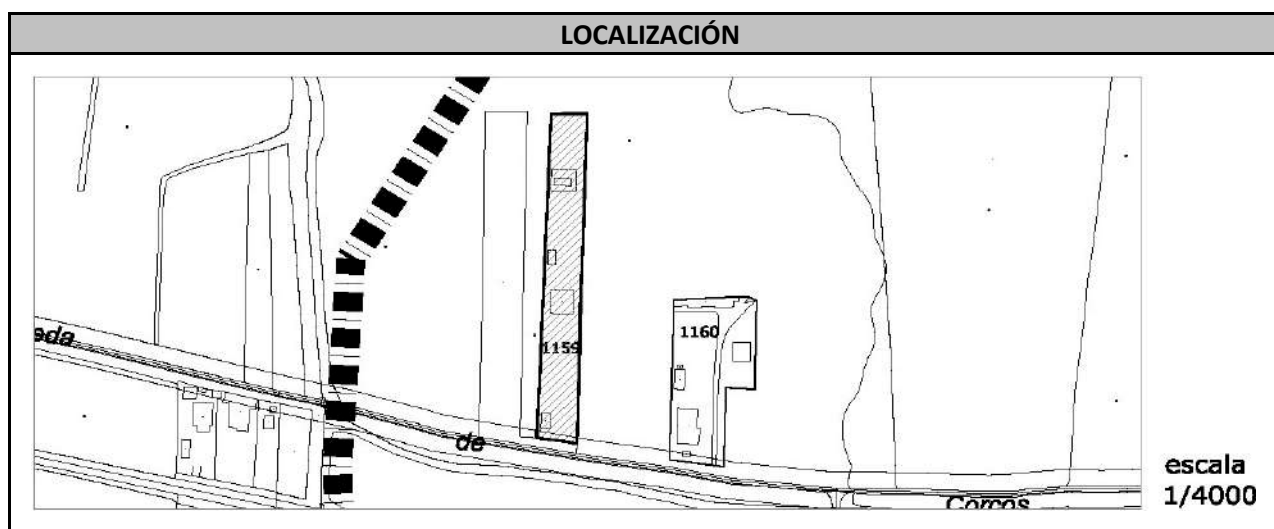 LOCALIZACIÓN
1160
1159
eda
de
Corcos
escala
1/4000